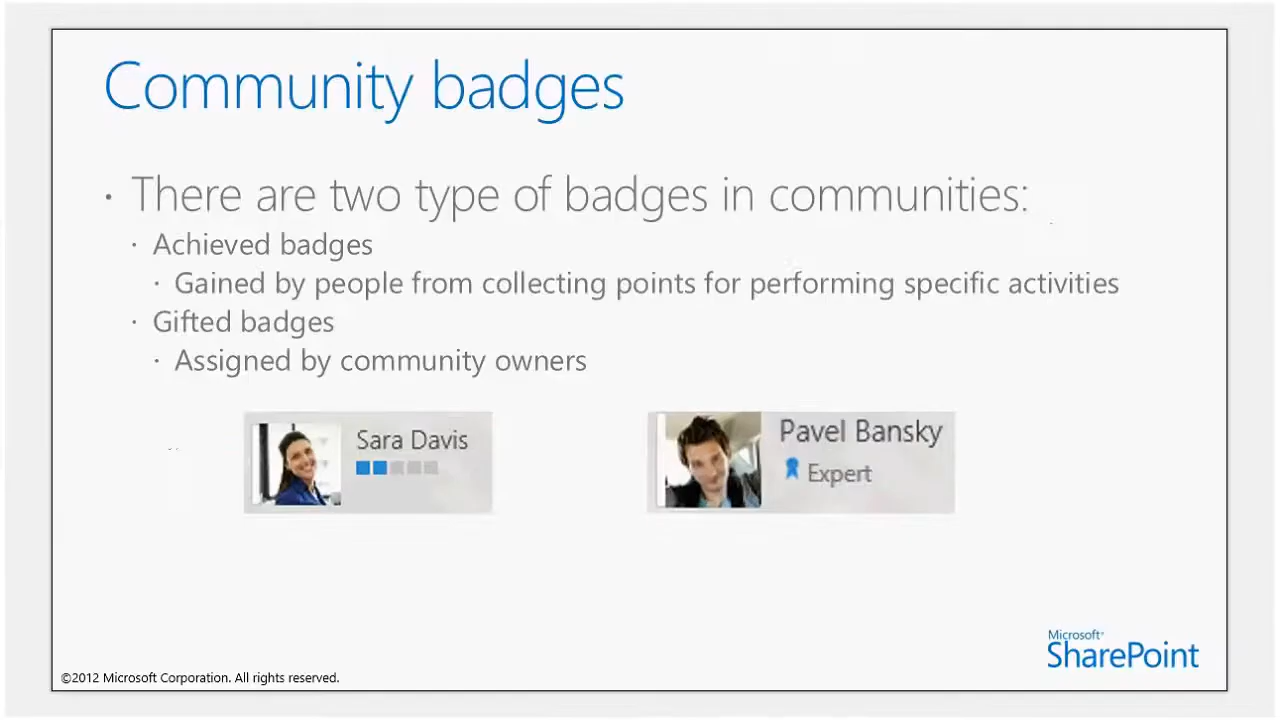 Community badges
· There are two type of badges in communities:
· Achieved badges
· Gained by people from collecting points for performing specific activities
· Gifted badges
· Assigned by community owners
Sara Davis
Pavel Bansky
Expert
Microsoft®
SharePoint
©2012 Microsoft Corporation. All rights reserved.